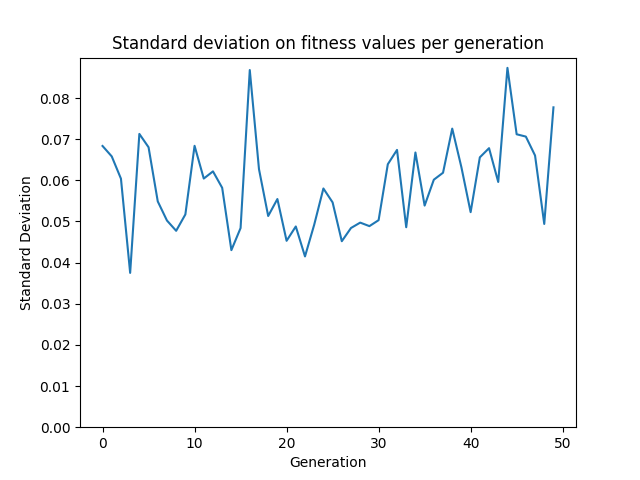 Standard deviation on fitness values per generation
0.08
0.07
0.06
0.05
0.04
0.03
0.02
0.01
0.00
Standard Deviation
0 10 20 30 40 50
Generation